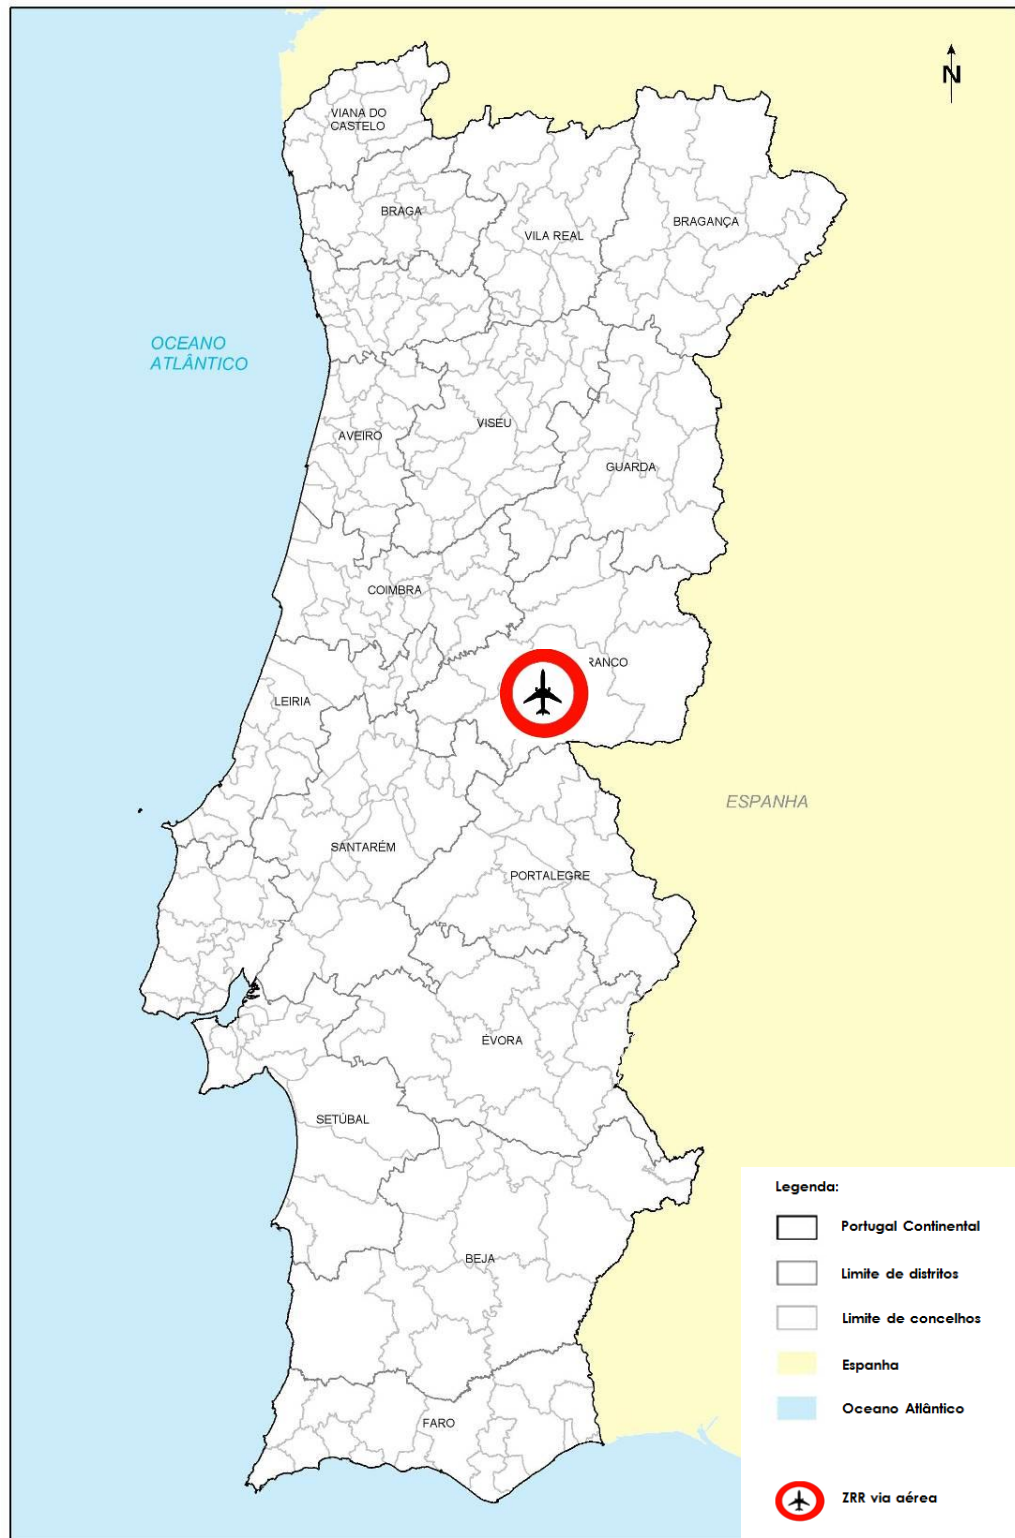 N
VIANA DO
CASTELO
BRAGA
VILA REAL
BRAGANÇA
OCEANO
ATLÂNTICO
AVEIRO
VISEU
GUARDA
COIMBRA
RANCO
LEIRIA
ESPANHA
SANTARÉM
PORTALEGRE
ÉVORA
SETÚBAL
BEJA
FARO
Legenda:
Portugal Continental
Limite de distritos
Limite de concelhos
Espanha
Oceano Atlântico
ZRR via aérea